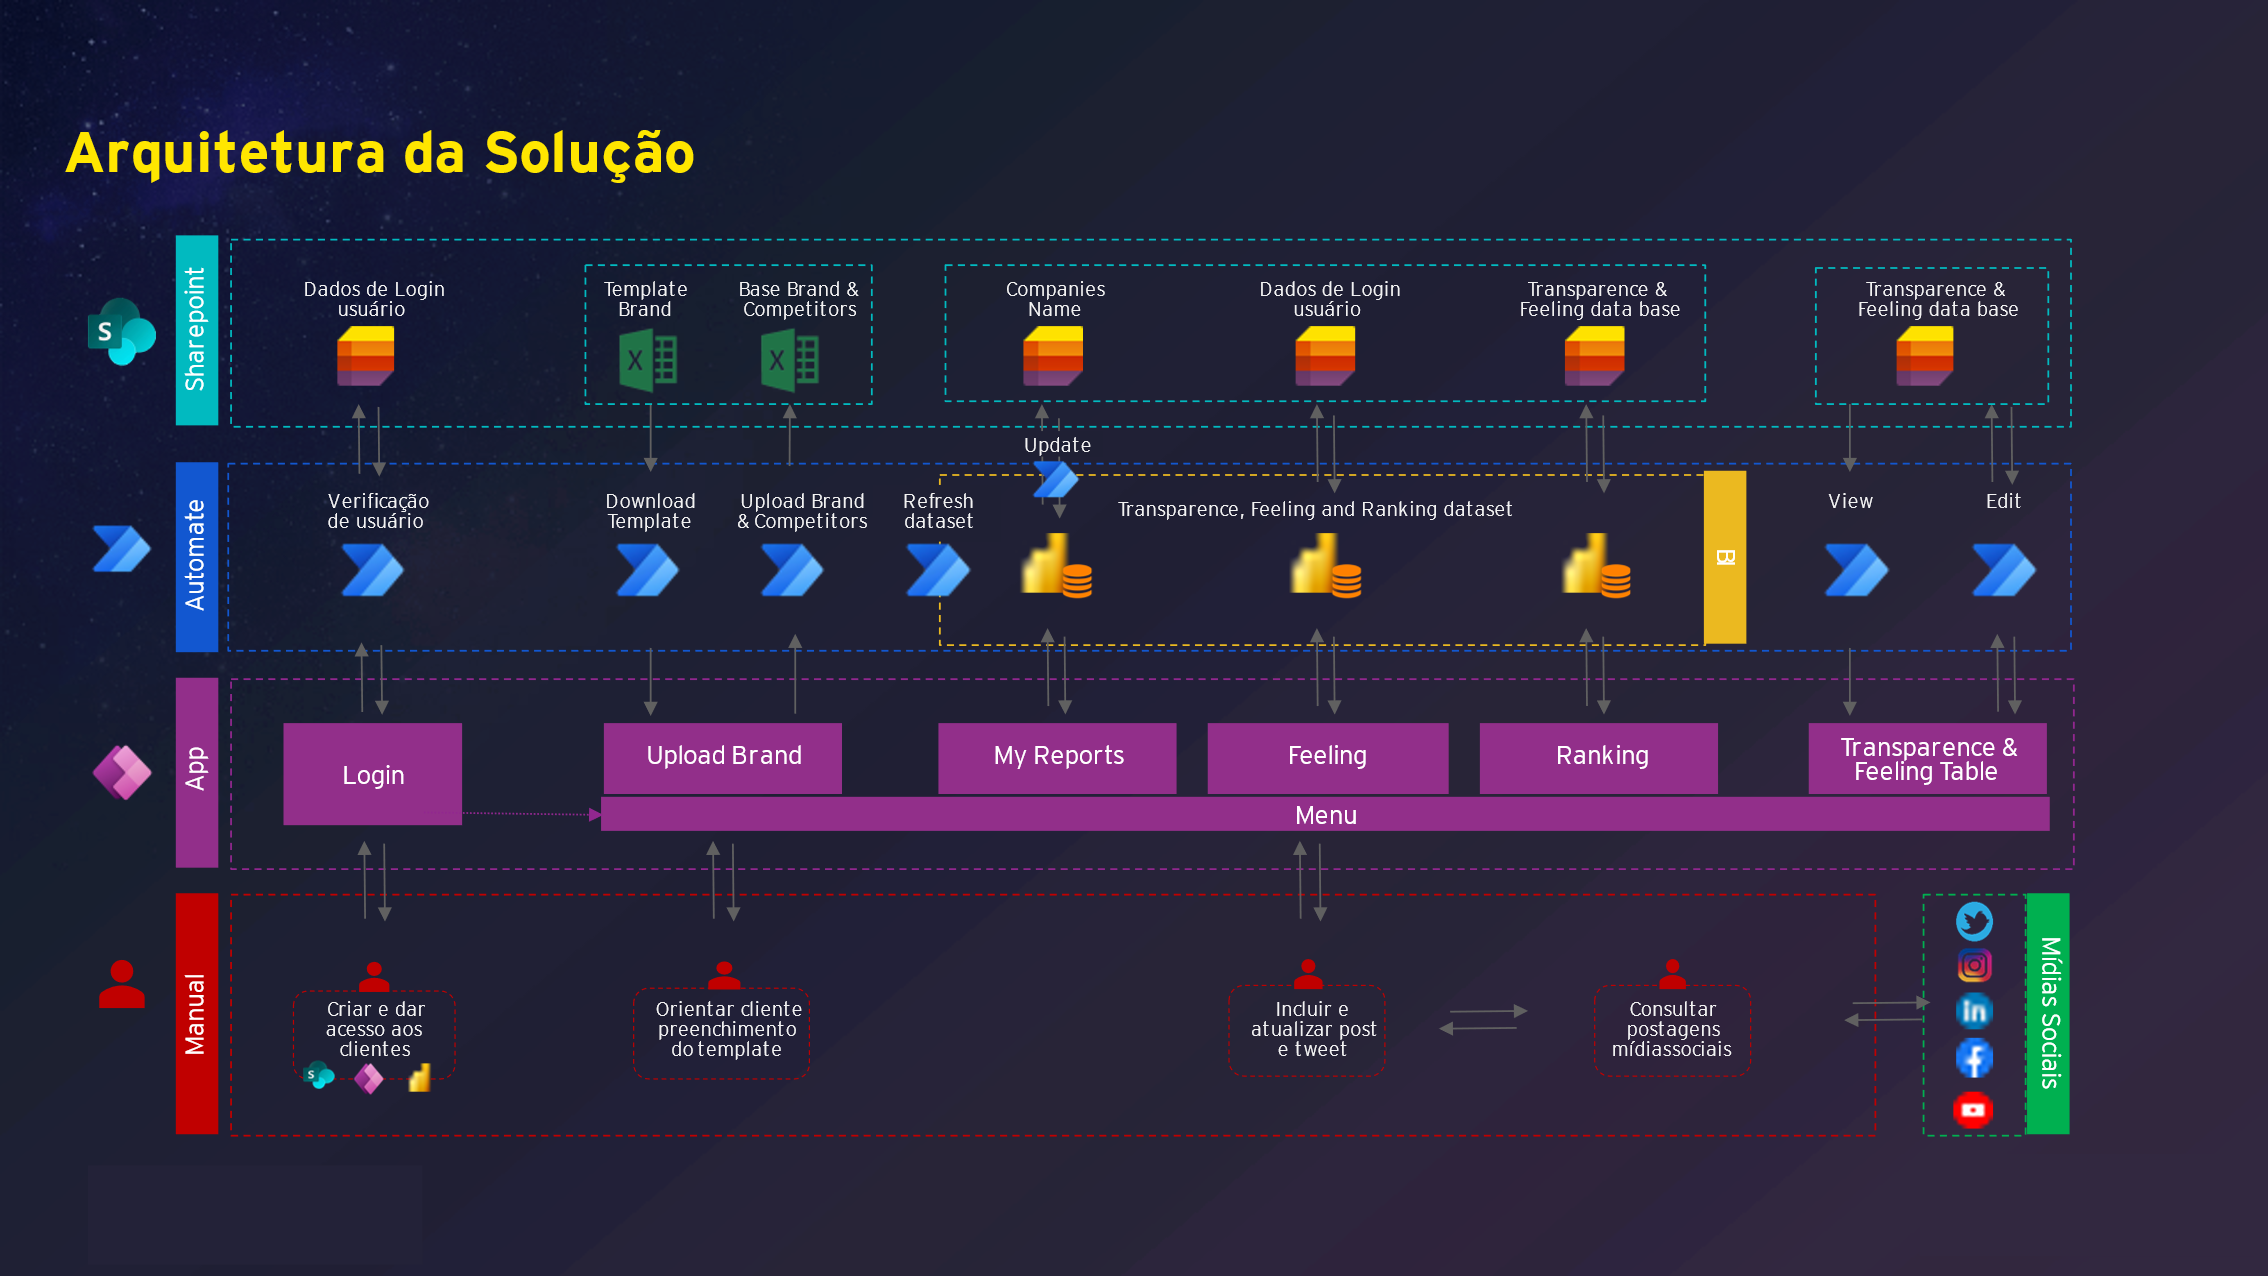 Arquitetura da Solução
Sharepoint
S
Dados de Login
usuário
Template
Brand
X
Base Brand &
Competitors
X
Companies
Name
Dados de Login
usuário
Transparence &
Feeling data base
Transparence &
Feeling data base
Update
Automate
Verificação
de usuário
Download
Template
Upload Brand
& Competitors
Refresh
dataset
Transparence, Feeling and Ranking dataset
BI
View
Edit
App
Login
Upload Brand
My Reports
Feeling
Ranking
Transparence &
Feeling Table
Menu
Manual
Criar e dar
acesso aos
clientes
S
Orientar cliente
preenchimento
do template
Incluir e
atualizar post
e tweet
Consultar
postagens
mídiassociais
in
f
Mídias Sociais